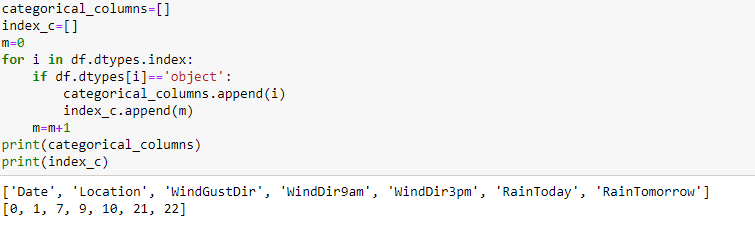 categorical_columns=[]
index_c=[]
m=0
for i in df.dtypes.index:
    if df.dtypes[i]=='object':
        categorical_columns.append(i)
        index_c.append(m)
    m=m+1
print(categorical_columns)
print(index_c)
['Date', 'Location', 'WindGustDir', 'WindDir9am', 'WindDir3pm', 'RainToday', 'RainTomorrow']
[0, 1, 7, 9, 10, 21, 22]